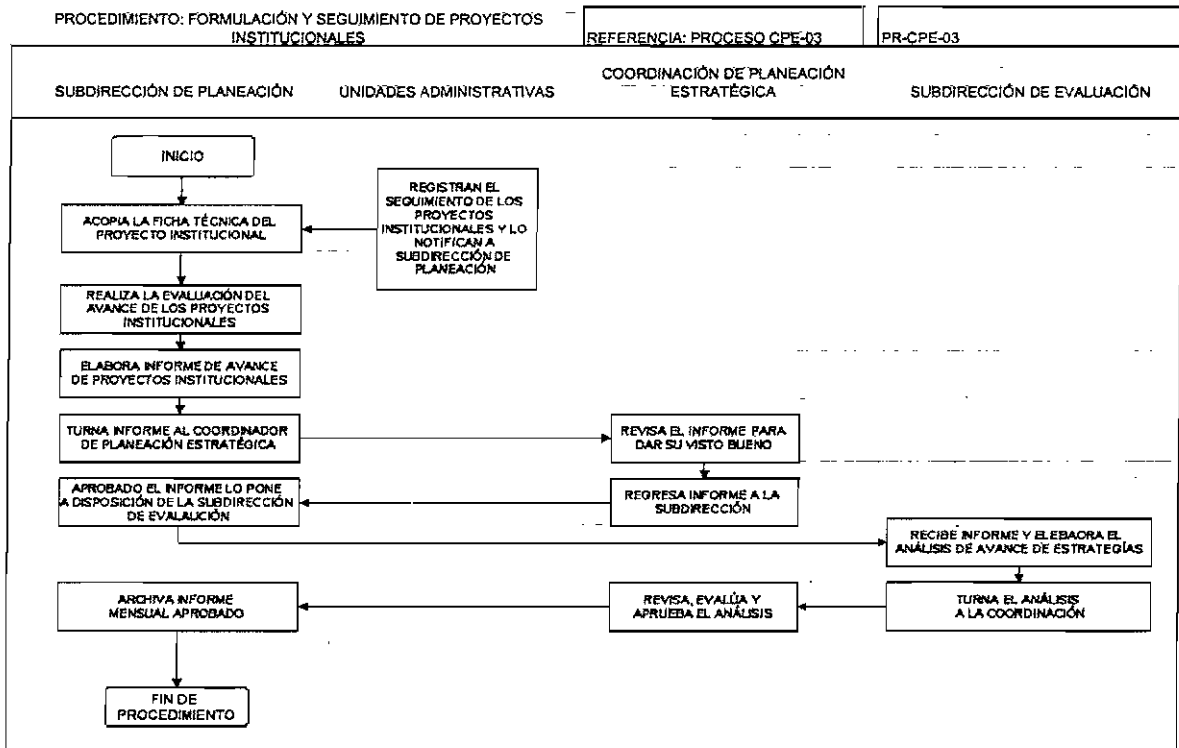 PROCEDIMIENTO: FORMULACIÓN Y SEGUIMIENTO DE PROYECTOS
INSTITUCIONALES
REFERENCIA: PROCESO CPE-03
PR-CPE-03
SUBDIRECCIÓN DE PLANEACIÓN
UNIDADES ADMINISTRATIVAS
COORDINACIÓN DE PLANEACIÓN
ESTRATÉGICA
SUBDIRECCIÓN DE EVALUACIÓN
INICIO
ACOPIA LA FICHA TÉCNICA DEL
PROYECTO INSTITUCIONAL
REGISTRAN EL
SEGUIMIENTO DE LOS
PROYECTOS
INSTITUCIONALES Y LO
NOTIFICAN A
SUBDIRECCIÓN DE
PLANEACIÓN
REALIZA LA EVALUACIÓN DEL
AVANCE DE LOS PROYECTOS
INSTITUCIONALES
ELABORA INFORME DE AVANCE
DE PROYECTOS INSTITUCIONALES
TURNA INFORME AL COORDINADOR
DE PLANEACIÓN ESTRATÉGICA
REVISA EL INFORME PARA
DAR SU VISTO BUENO
APROBADO EL INFORME LO PONE
A DISPOSICIÓN DE LA SUBDIRECCIÓN
DE EVALAUCIÓN
REGRESA INFORME A LA
SUBDIRECCIÓN
RECIBE INFORME Y ELEBAORA EL
ANÁLISIS DE AVANCE DE ESTRATEGÍAS
ARCHIVA INFORME
MENSUAL APROBADO
REVISA, EVALÚA Y
APRUEBA EL ANÁLISIS
TURNA EL ANÁLISIS
A LA COORDINACIÓN
FIN DE
PROCEDIMIENTO